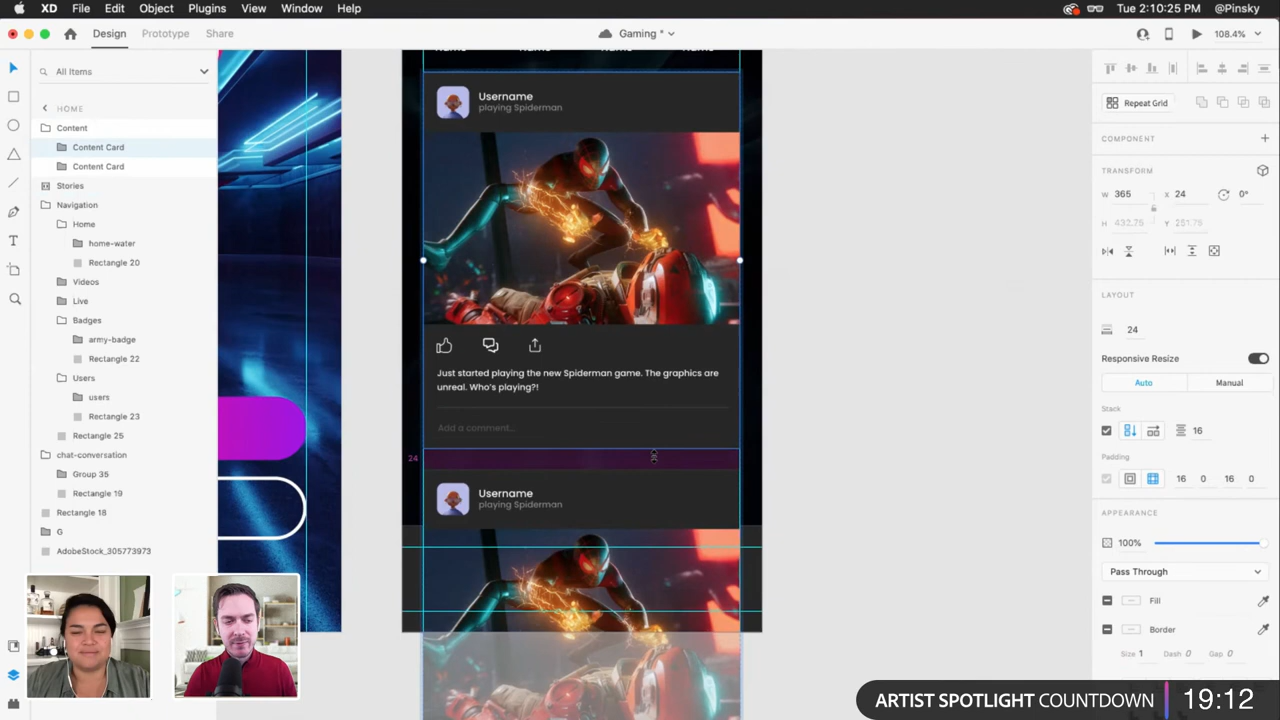 XD File Edit Object Plugins View Window Help
Tue 2:10:25 PM @Pinsky
Design Prototype Share
Gaming *
108.4%
All Items
HOME
Content
Content Card
Content Card
Stories
Navigation
Home
home-water
Rectangle 20
Videos
Live
Badges
army-badge
Rectangle 22
Users
users
Rectangle 23
Rectangle 25
chat-conversation
Group 35
Rectangle 19
Rectangle 18
G
AdobeStock_305773973
Username
playing Spiderman
Just started playing the new Spiderman game. The graphics are
unreal. Who's playing?!
Add a comment...
24
Username
playing Spiderman
Repeat Grid
COMPONENT
TRANSFORM
W 365 X 24 0°
H 432.75 Y 251.75
LAYOUT
24
Responsive Resize
Auto Manual
Stack
16
Padding
16 0 16 0
APPEARANCE
100%
Pass Through
Fill
Border
Size 1 Dash 0 Gap 0
ARTIST SPOTLIGHT COUNTDOWN 19:12